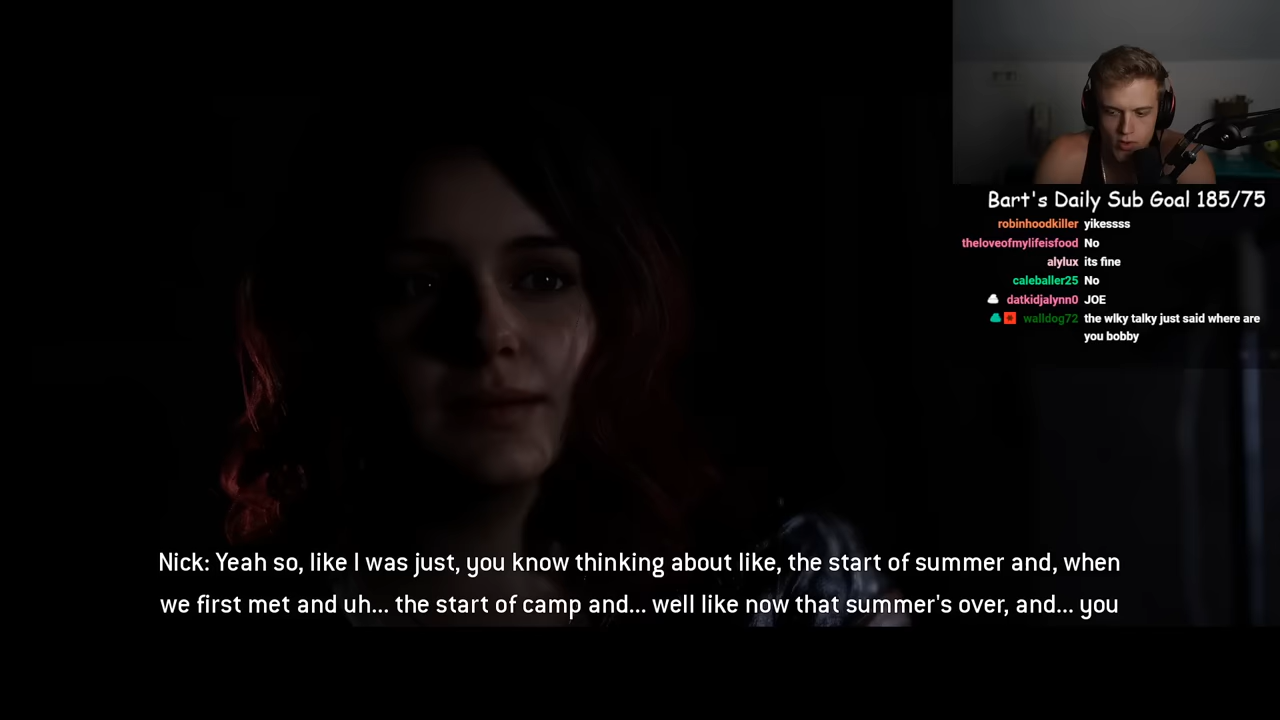 Bart's Daily Sub Goal 185/75
robinhoodkiller yikessss
theloveofmylifeisfood No
alylux its fine
caleballer25 No
datkidjalynn0 JOE
walldog72 the wlky talky just said where are
you bobby
Nick: Yeah so, like I was just, you know thinking about like, the start of summer and, when
we first met and uh... the start of camp and... well like now that summer's over, and... you